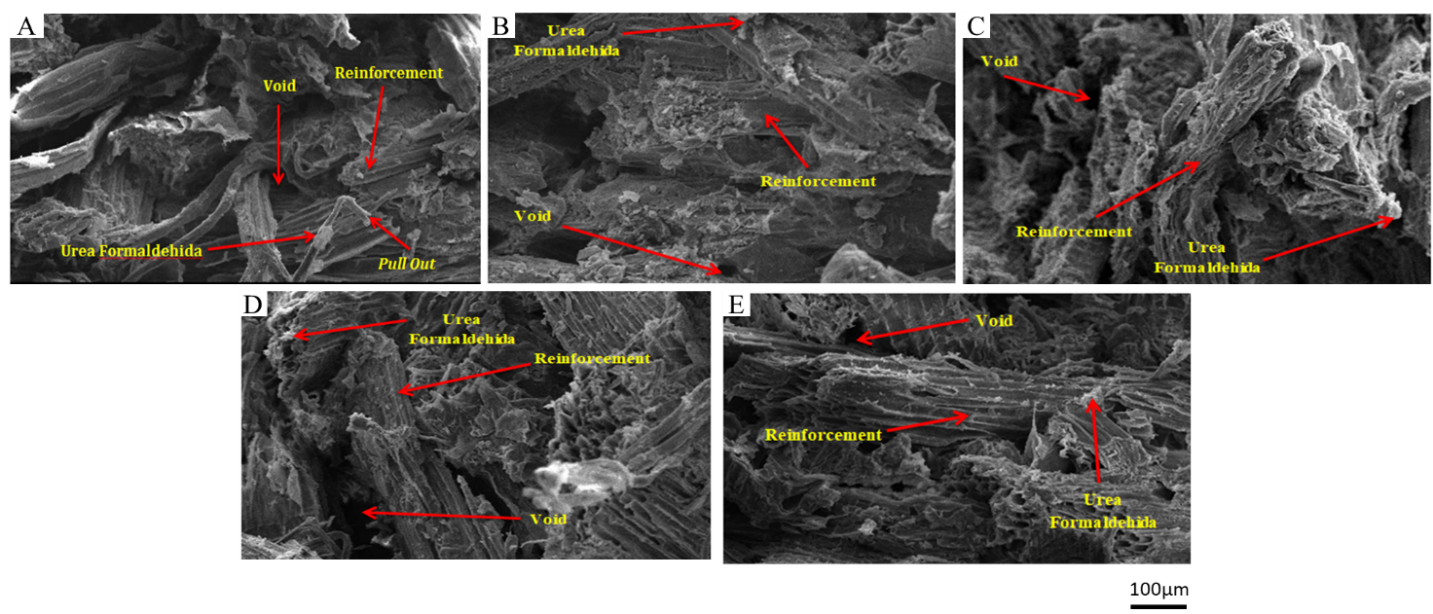 A
Void
Reinforcement
Urea Formaldehida
Pull Out
B
Urea
Formaldehida
Reinforcement
Void
C
Void
Reinforcement
Urea
Formaldehida
D
Urea
Formaldehida
Reinforcement
Void
E
Void
Reinforcement
Urea
Formaldehida
100µm